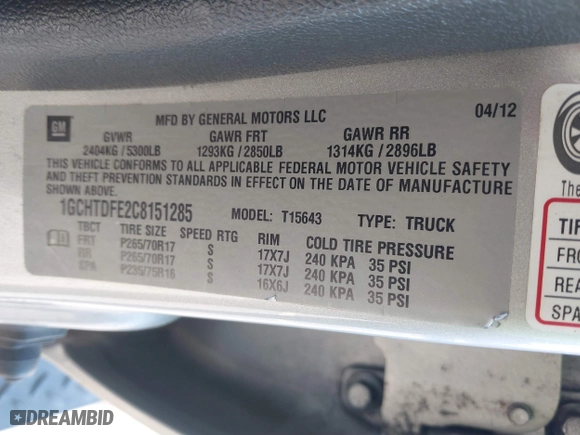 GM
MFD BY GENERAL MOTORS LLC 04/12
GVWR GAWR FRT GAWR RR
2404KG / 5300LB 1293KG / 2850LB 1314KG / 2896LB
THIS VEHICLE CONFORMS TO ALL APPLICABLE FEDERAL MOTOR VEHICLE SAFETY
AND THEFT PREVENTION STANDARDS IN EFFECT ON THE DATE OF MANUFACTURE SHOWN ABOVE.
1GCHTDFE2C8151285 MODEL: T15643 TYPE: TRUCK
TBCT TIRE SIZE SPEED RTG RIM COLD TIRE PRESSURE
FRT P265/70R17 S 17X7J 240 KPA 35 PSI
RR P265/70R17 S 17X7J 240 KPA 35 PSI
SPA P235/75R16 S 16X6J 240 KPA 35 PSI
TIR
FRO
REA
SPA
© DREAMBID